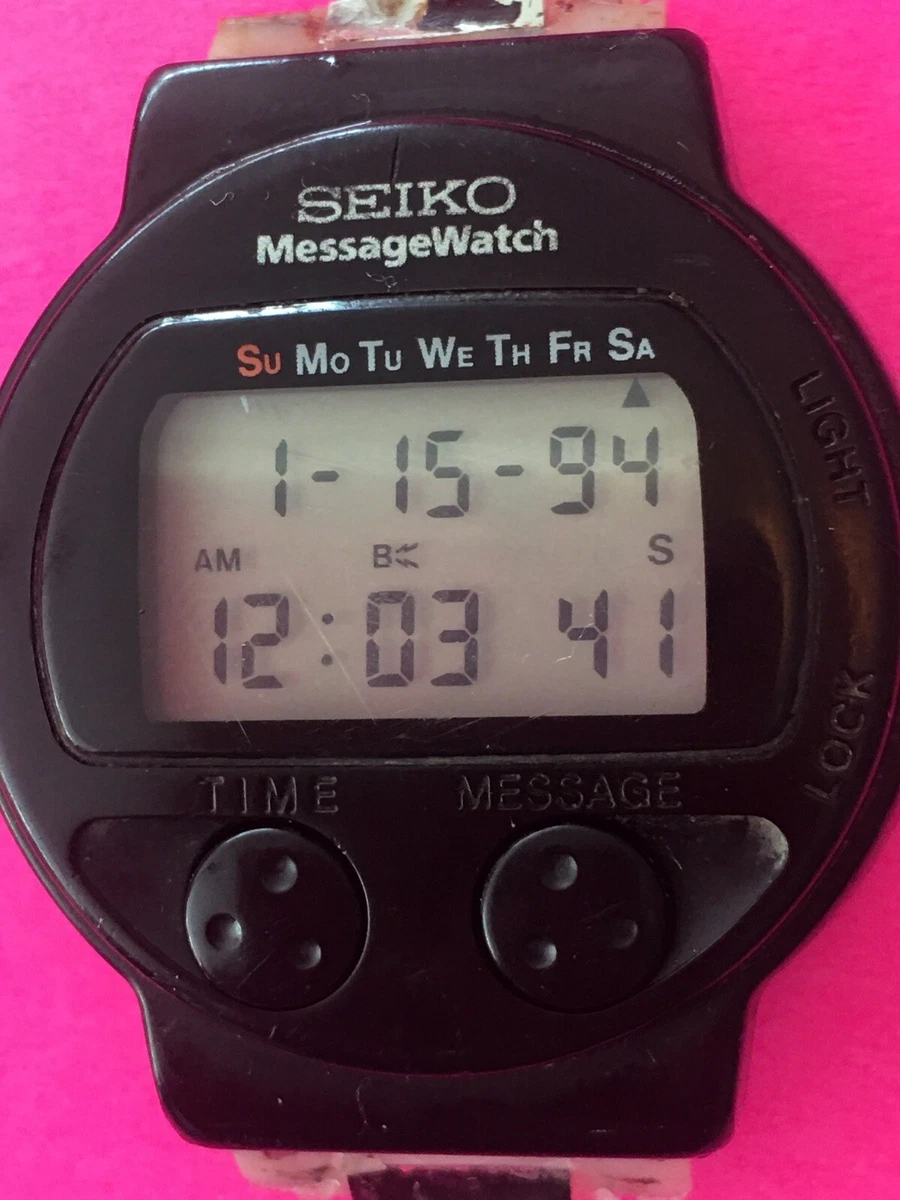 SEIKO
MessageWatch
SU MO TU WE TH FR SA
LIGHT
1-15-94
AM B S
12:03 41
LOCK
TIME MESSAGE